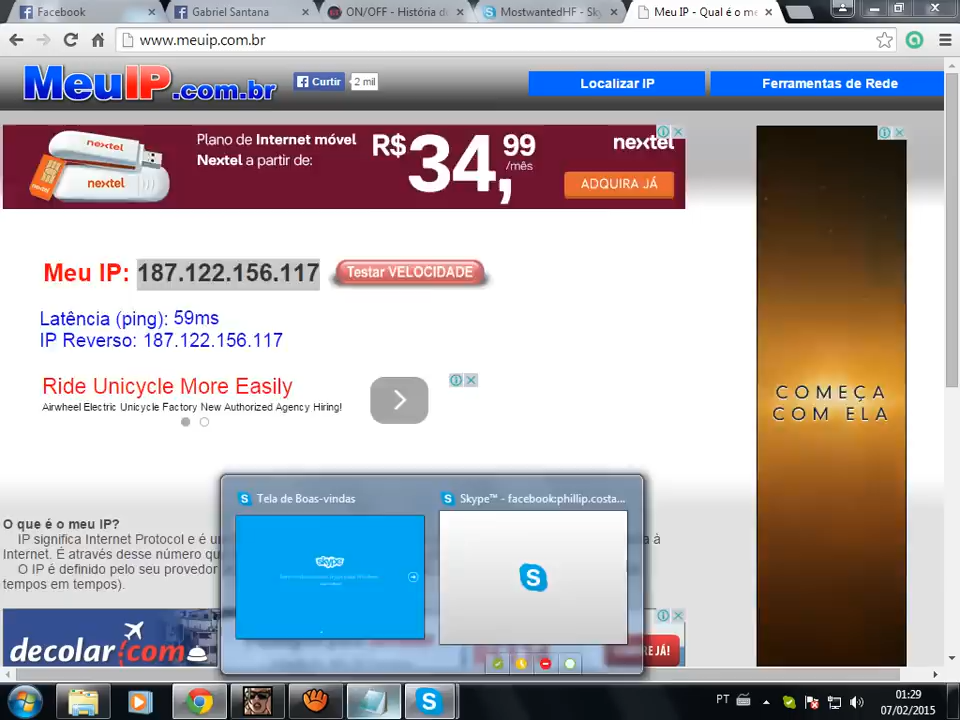 Facebook
Gabriel Santana
ON/OFF - História d
MostwantedHF - Sky
Meu IP - Qual é o me
www.meuip.com.br
MeuIP.com.br
Curtir
2 mil
Localizar IP
Ferramentas de Rede
nextel
nextel
nextel
Plano de Internet móvel
Nextel a partir de:
R$ 34,99
/mês
nextel
ADQUIRA JÁ
Meu IP: 187.122.156.117
Testar VELOCIDADE
Latência (ping): 59ms
IP Reverso: 187.122.156.117
Ride Unicycle More Easily
Airwheel Electric Unicycle Factory New Authorized Agency Hiring!
COMEÇA
COM ELA
O que é o meu IP?
IP significa Internet Protocol e é
Internet. É através desse número
O IP é definido pelo seu provedor
tempos em tempos).
decolar.com
Tela de Boas-vindas
Skype™ - facebook:phillip.costa...
skype
PT
01:29
07/02/2015